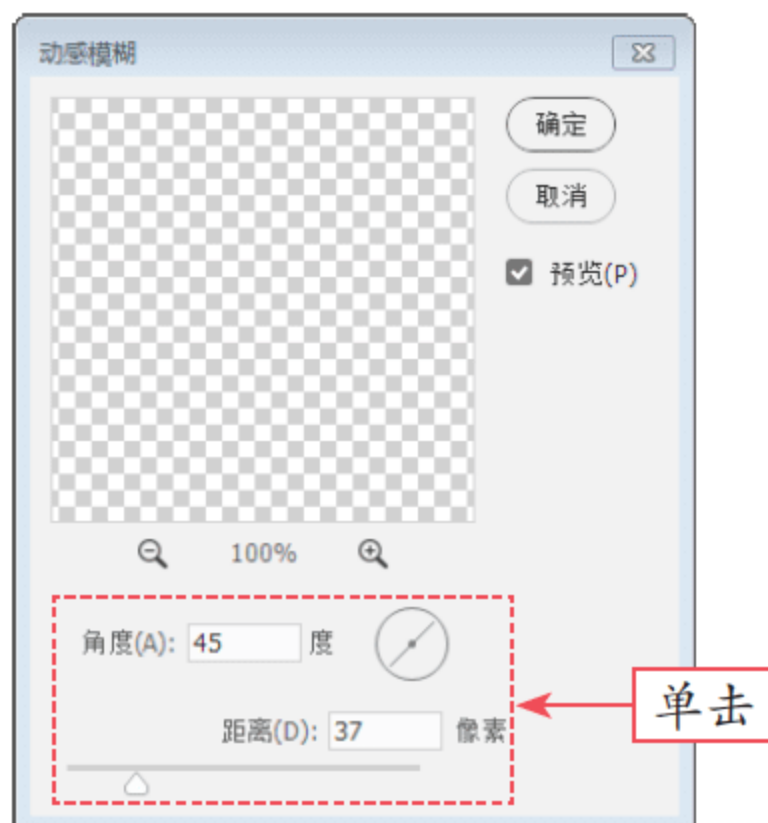 动感模糊
确定
取消
预览(P)
100%
角度(A): 45 度
距离(D): 37 像素
单击